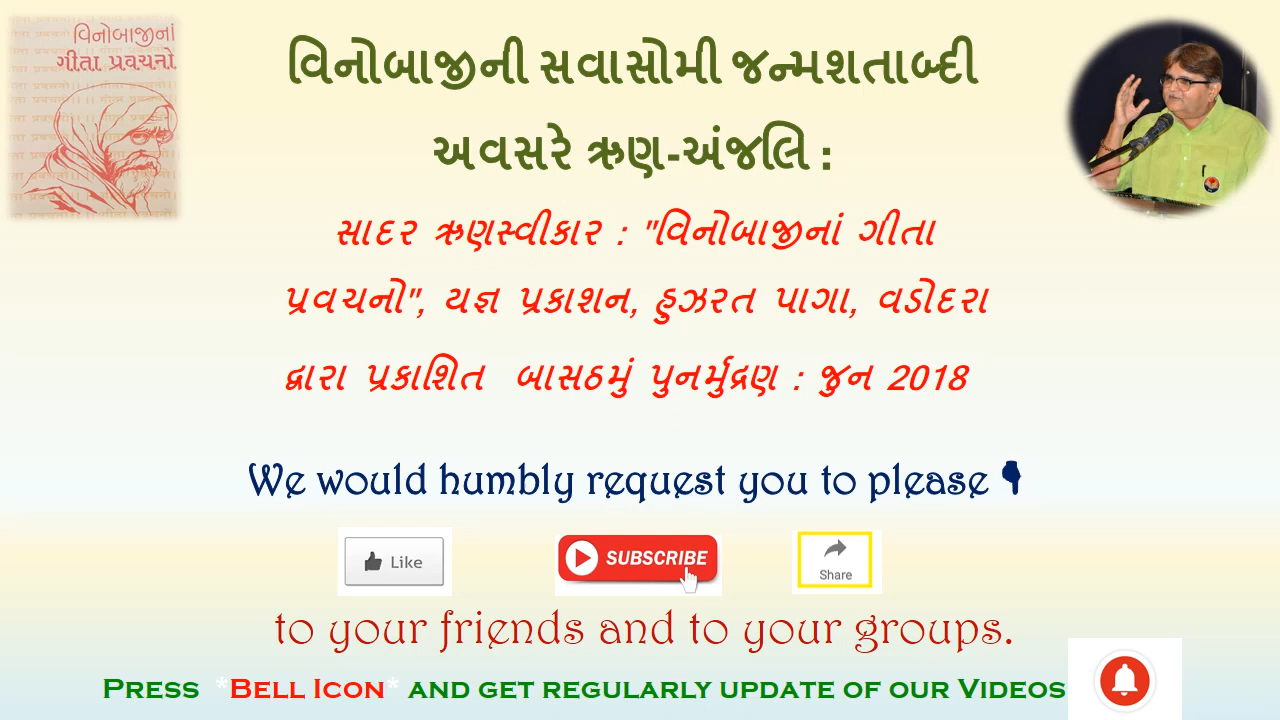 વિનોબાજીનાં
ગીતા પ્રવચનો
વિનોબાજીની સવાસોમી જન્મશતાબ્દી
અવસરે ઋણ-અંજલિ :
સાદર ઋણસ્વીકાર : "વિનોબાજીનાં ગીતા
પ્રવચનો", યજ્ઞ પ્રકાશન, હુઝરત પાગા, વડોદરા
દ્વારા પ્રકાશિત બાસઠમું પુનર્મુદ્રણ : જુન 2018
We would humbly request you to please 👇
Like
SUBSCRIBE
Share
to your friends and to your groups.
Press *Bell Icon* and get regularly update of our Videos